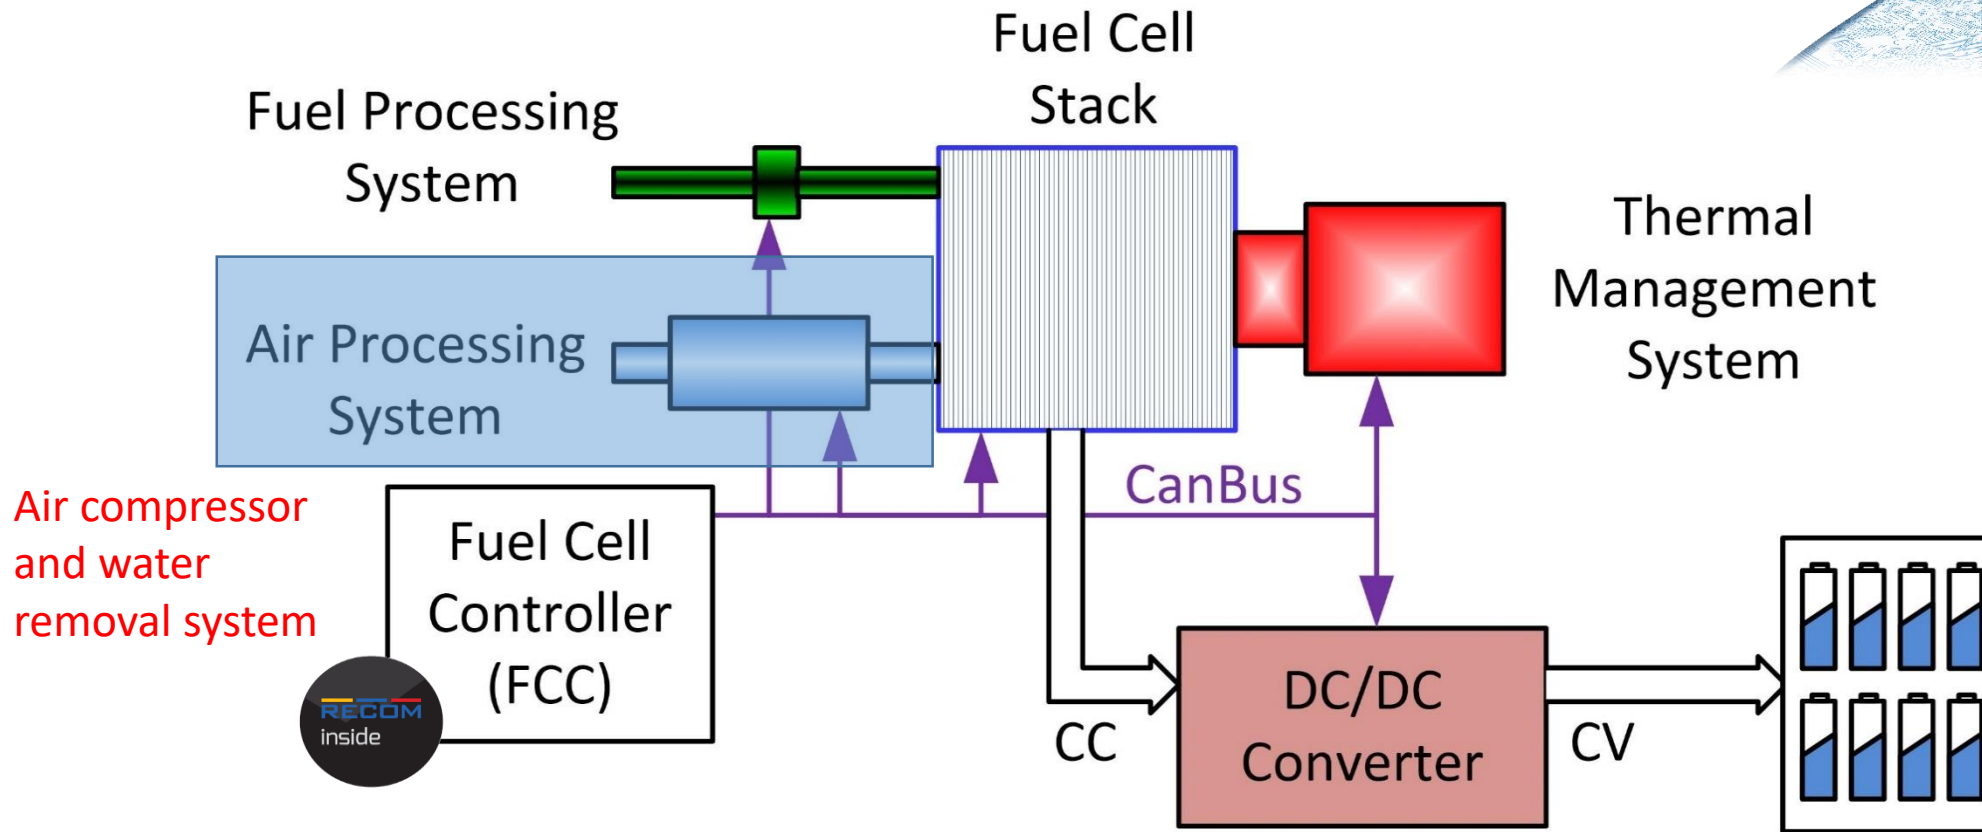 Fuel Cell
Stack
Fuel Processing
System
Thermal
Management
System
Air Processing
System
CanBus
Air compressor
and water
removal system
Fuel Cell
Controller
(FCC)
RECOM
inside
DC/DC
Converter
CC
CV